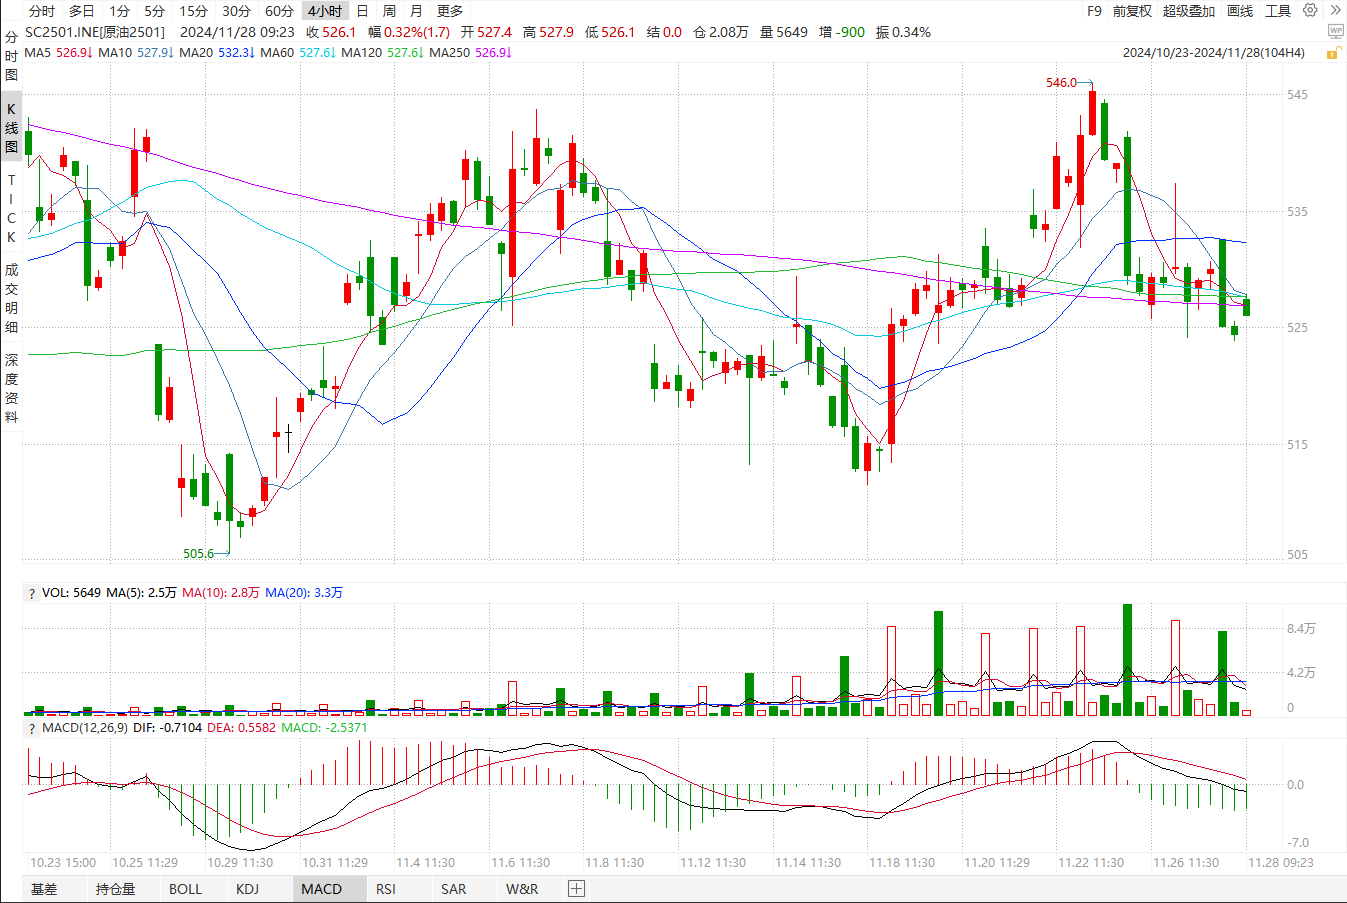 分时 多日 1分 5分 15分 30分 60分 4小时 日 周 月 更多 F9 前复权 超级叠加 画线 工具
SC2501.INE[原油2501] 2024/11/28 09:23 收 526.1 幅 0.32%(1.7) 开 527.4 高 527.9 低 526.1 结 0.0 仓 2.08万 量 5649 增 -900 振 0.34% WP
MA5 526.9↓ MA10 527.9↓ MA20 532.3↓ MA60 527.6↓ MA120 527.6↓ MA250 526.9↓ 2024/10/23-2024/11/28(104H4)
分时图
K线图
TICK
成交明细
深度资料
546.0
545
535
525
515
505.6
505
? VOL: 5649 MA(5): 2.5万 MA(10): 2.8万 MA(20): 3.3万
8.4万
4.2万
0
? MACD(12,26,9) DIF: -0.7104 DEA: 0.5582 MACD: -2.5371
0.0
-7.0
10.23 15:00 10.25 11:29 10.29 11:30 10.31 11:29 11.4 11:30 11.6 11:30 11.8 11:30 11.12 11:30 11.14 11:30 11.18 11:30 11.20 11:29 11.22 11:30 11.26 11:30 11.28 09:23
基差 持仓量 BOLL KDJ MACD RSI SAR W&R